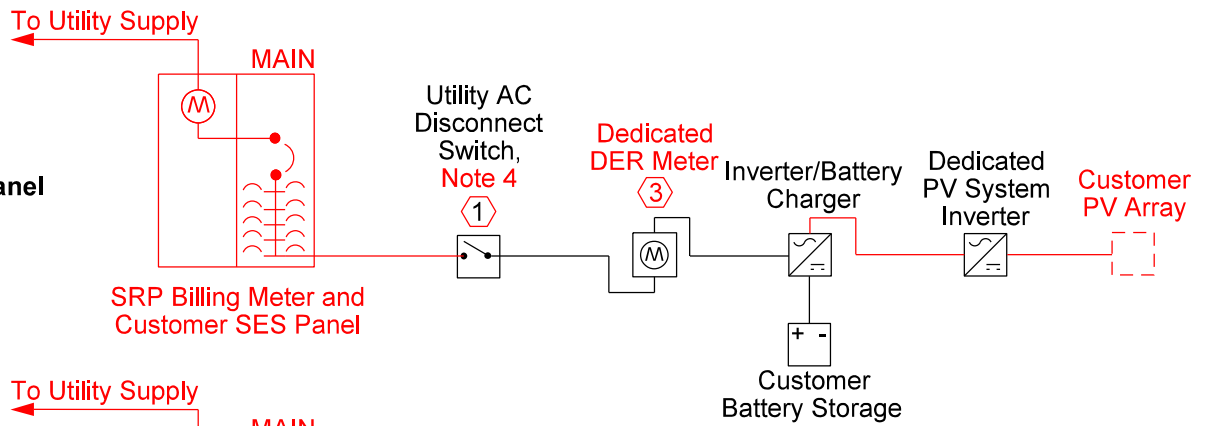 To Utility Supply
MAIN
Utility AC
Disconnect
Switch,
Note 4
1
Dedicated
DER Meter
3
Inverter/Battery
Charger
Dedicated
PV System
Inverter
Customer
PV Array
anel
M
M
SRP Billing Meter and
Customer SES Panel
+ -
Customer
Battery Storage
To Utility Supply
MAIN